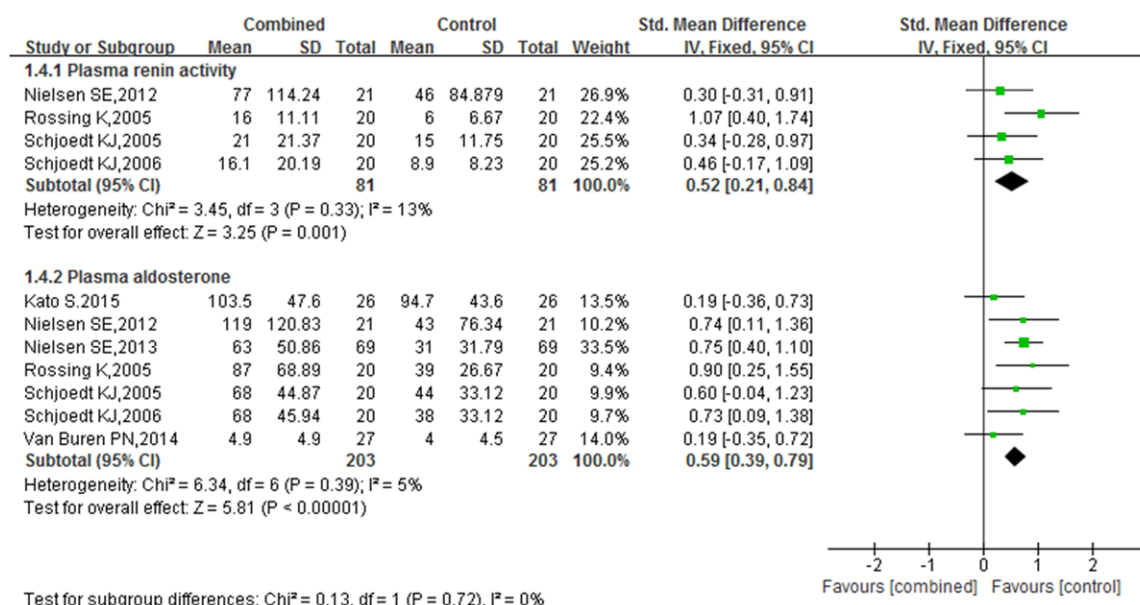 Combined Control Std. Mean Difference Std. Mean Difference
Study or Subgroup Mean SD Total Mean SD Total Weight IV, Fixed, 95% CI IV, Fixed, 95% CI
1.4.1 Plasma renin activity
Nielsen SE,2012 77 114.24 21 46 84.879 21 26.9% 0.30 [-0.31, 0.91]
Rossing K,2005 16 11.11 20 6 6.67 20 22.4% 1.07 [0.40, 1.74]
Schjoedt KJ,2005 21 21.37 20 15 11.75 20 25.5% 0.34 [-0.28, 0.97]
Schjoedt KJ,2006 16.1 20.19 20 8.9 8.23 20 25.2% 0.46 [-0.17, 1.09]
Subtotal (95% CI) 81 81 100.0% 0.52 [0.21, 0.84]
Heterogeneity: Chi² = 3.45, df = 3 (P = 0.33); I² = 13%
Test for overall effect: Z = 3.25 (P = 0.001)
1.4.2 Plasma aldosterone
Kato S.2015 103.5 47.6 26 94.7 43.6 26 13.5% 0.19 [-0.36, 0.73]
Nielsen SE,2012 119 120.83 21 43 76.34 21 10.2% 0.74 [0.11, 1.36]
Nielsen SE,2013 63 50.86 69 31 31.79 69 33.5% 0.75 [0.40, 1.10]
Rossing K,2005 87 68.89 20 39 26.67 20 9.4% 0.90 [0.25, 1.55]
Schjoedt KJ,2005 68 44.87 20 44 33.12 20 9.9% 0.60 [-0.04, 1.23]
Schjoedt KJ,2006 68 45.94 20 38 33.12 20 9.7% 0.73 [0.09, 1.38]
Van Buren PN,2014 4.9 4.9 27 4 4.5 27 14.0% 0.19 [-0.35, 0.72]
Subtotal (95% CI) 203 203 100.0% 0.59 [0.39, 0.79]
Heterogeneity: Chi² = 6.34, df = 6 (P = 0.39); I² = 5%
Test for overall effect: Z = 5.81 (P < 0.00001)
-2 -1 0 1 2
Favours [combined] Favours [control]
Test for subgroup differences: Chi² = 0.13, df = 1 (P = 0.72), I² = 0%